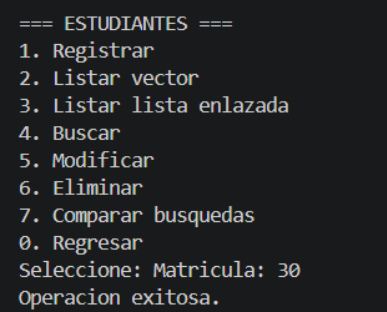 === ESTUDIANTES ===
1. Registrar
2. Listar vector
3. Listar lista enlazada
4. Buscar
5. Modificar
6. Eliminar
7. Comparar busquedas
0. Regresar
Seleccione: Matricula: 30
Operacion exitosa.